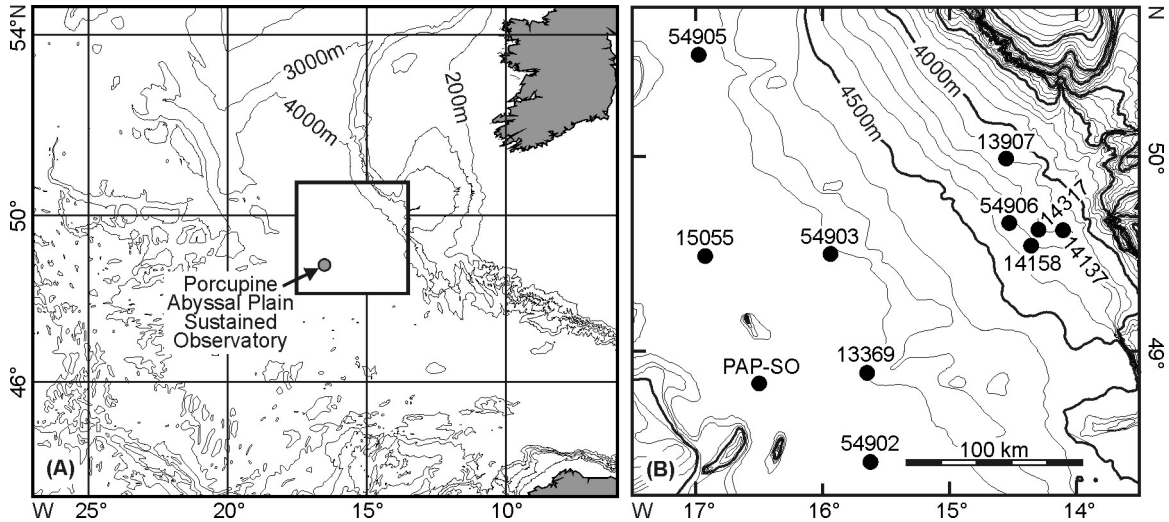 54°N
50°
46°
3000m
4000m
200m
Porcupine
Abyssal Plain
Sustained
Observatory
(A)
W
25°
20°
15°
10°
N
50°
49°
54905
4000m
4500m
13907
54906
14317
14137
14158
15055
54903
13369
PAP-SO
54902
100 km
(B)
W
17°
16°
15°
14°